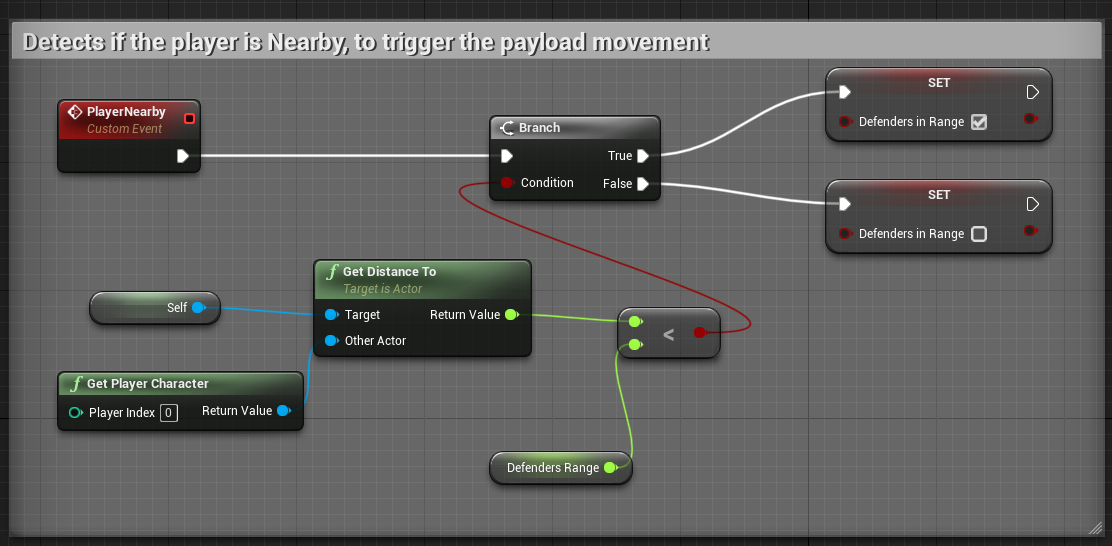 Detects if the player is Nearby, to trigger the payload movement
PlayerNearby
Custom Event
Branch
True
Condition
False
SET
Defenders in Range
SET
Defenders in Range
f Get Distance To
Target is Actor
Self
Target
Return Value
Other Actor
<
f Get Player Character
Player Index 0
Return Value
Defenders Range